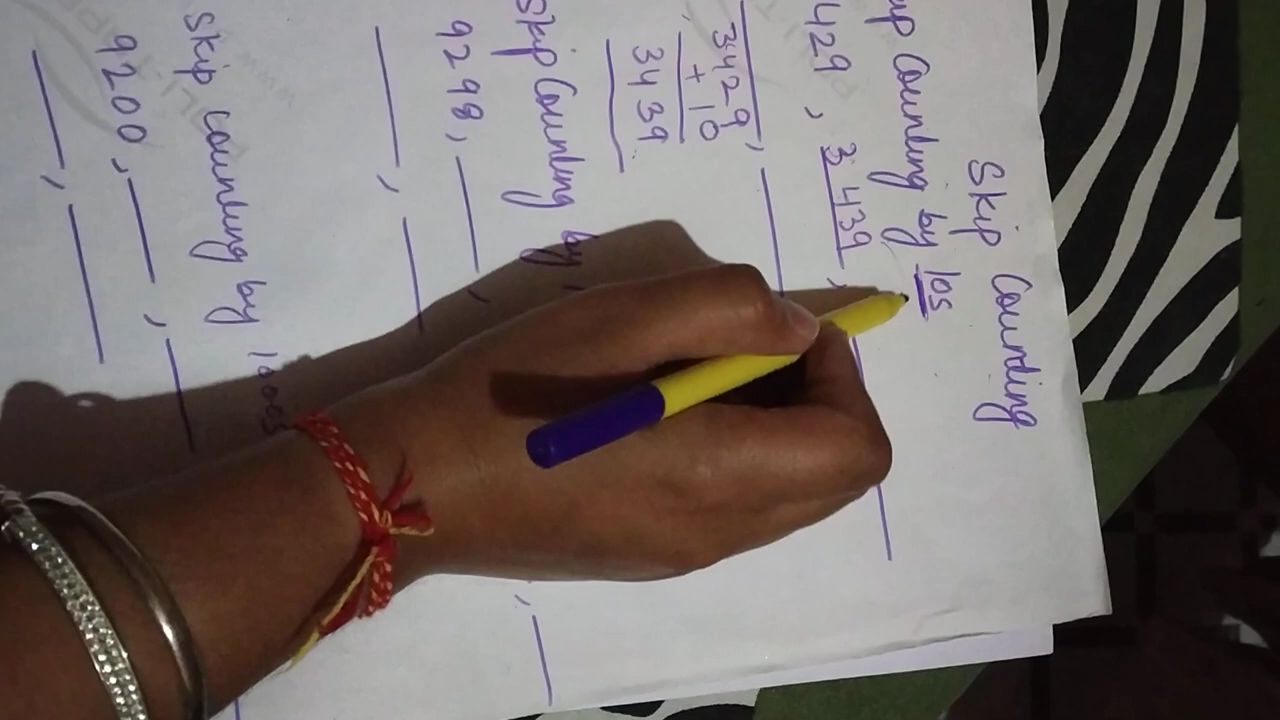 Skip Counting
Skip Counting by 10s
3429, 3439,
3429,
+ 10
3439
Skip Counting by
9298,
Skip Counting by 1000s
9200,